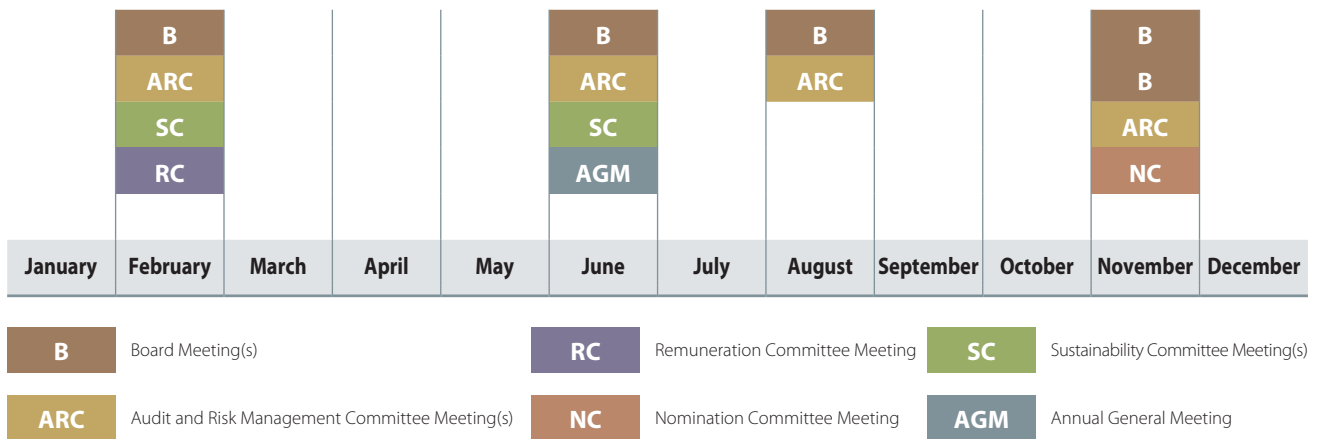 B B B B
ARC ARC ARC B
SC SC ARC
RC AGM NC
January February March April May June July August September October November December
B Board Meeting(s) RC Remuneration Committee Meeting SC Sustainability Committee Meeting(s)
ARC Audit and Risk Management Committee Meeting(s) NC Nomination Committee Meeting AGM Annual General Meeting